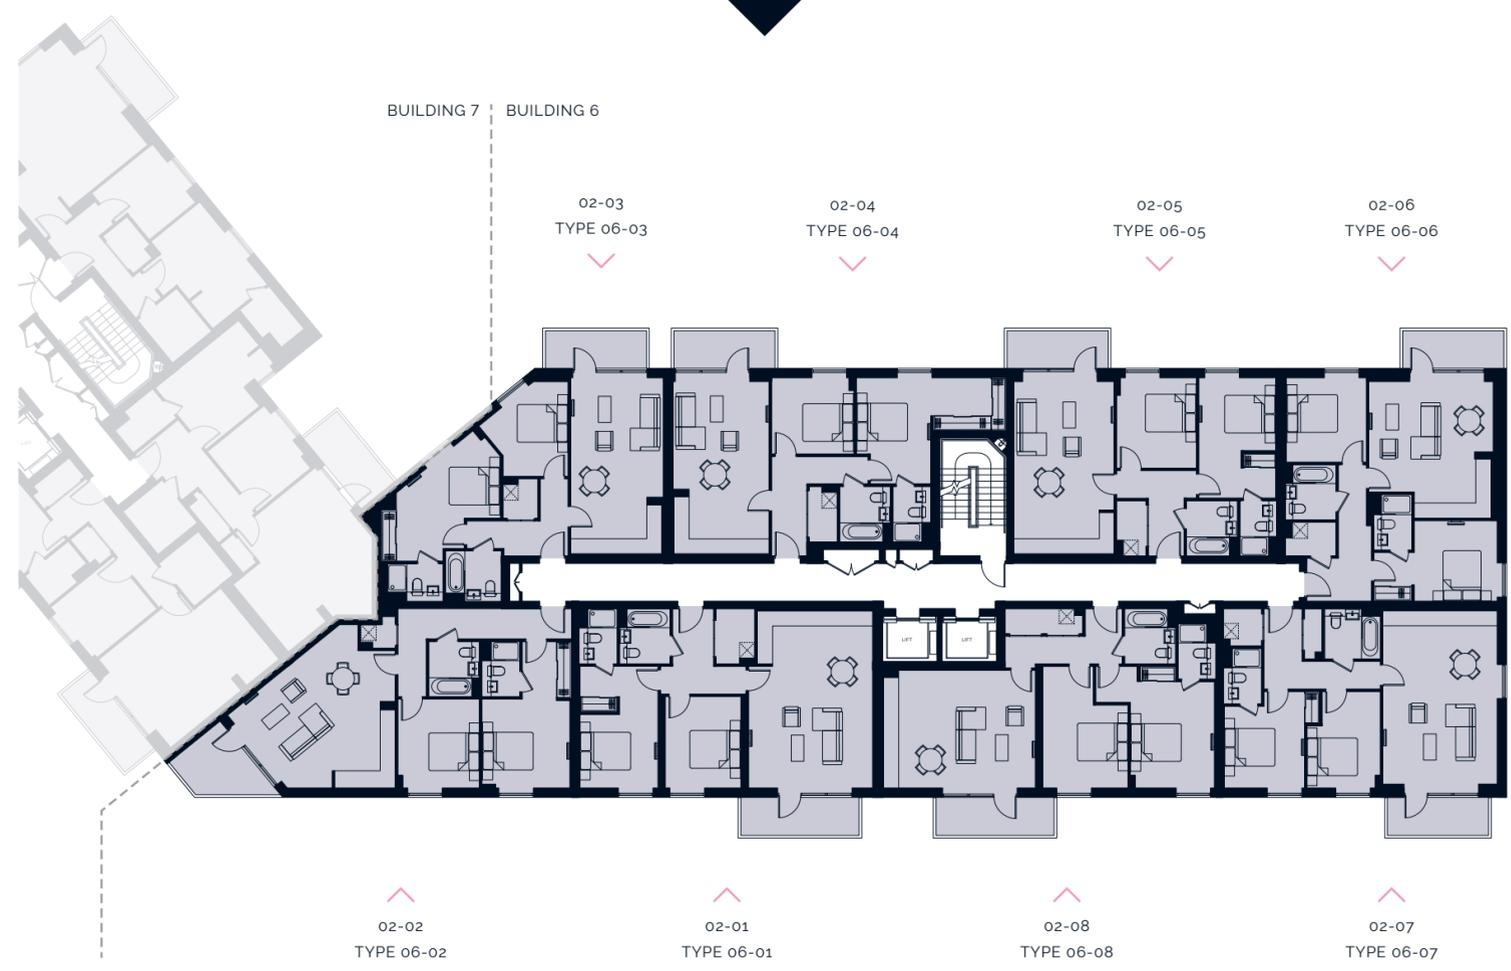 BUILDING 7
BUILDING 6
02-03
TYPE 06-03
02-04
TYPE 06-04
02-05
TYPE 06-05
02-06
TYPE 06-06
LIFT
LIFT
02-02
TYPE 06-02
02-01
TYPE 06-01
02-08
TYPE 06-08
02-07
TYPE 06-07